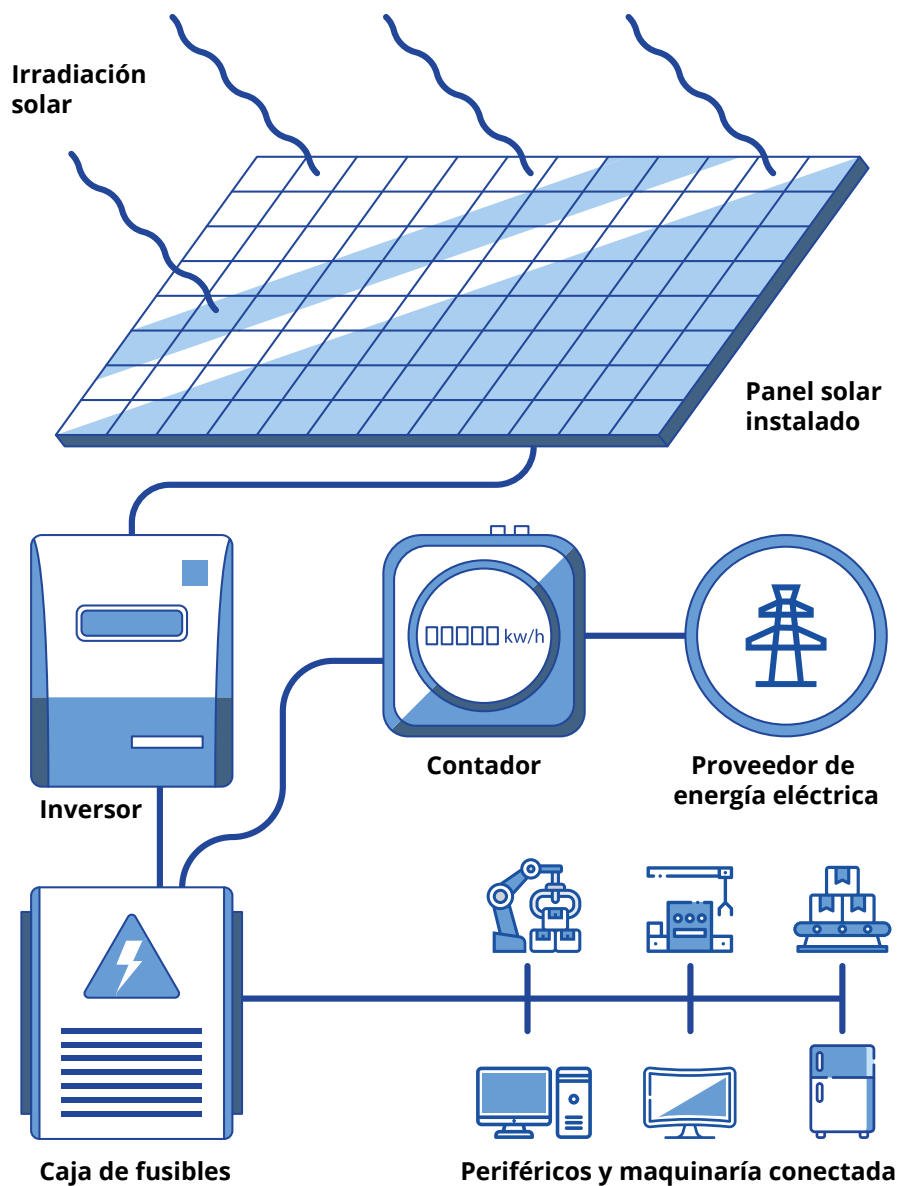 Irradiación
solar
Panel solar
instalado
kw/h
Contador
Proveedor de
energía eléctrica
Inversor
Caja de fusibles
Periféricos y maquinaría conectada